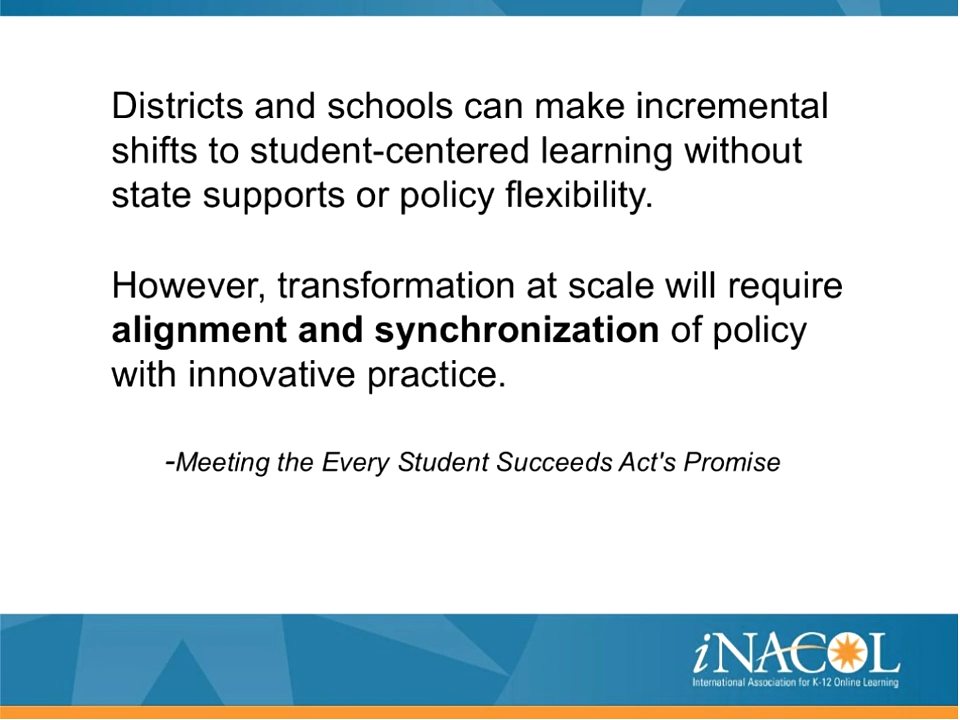 Districts and schools can make incremental
shifts to student-centered learning without
state supports or policy flexibility.
However, transformation at scale will require
alignment and synchronization of policy
with innovative practice.
-Meeting the Every Student Succeeds Act's Promise
iNACOL
International Association for K-12 Online Learning